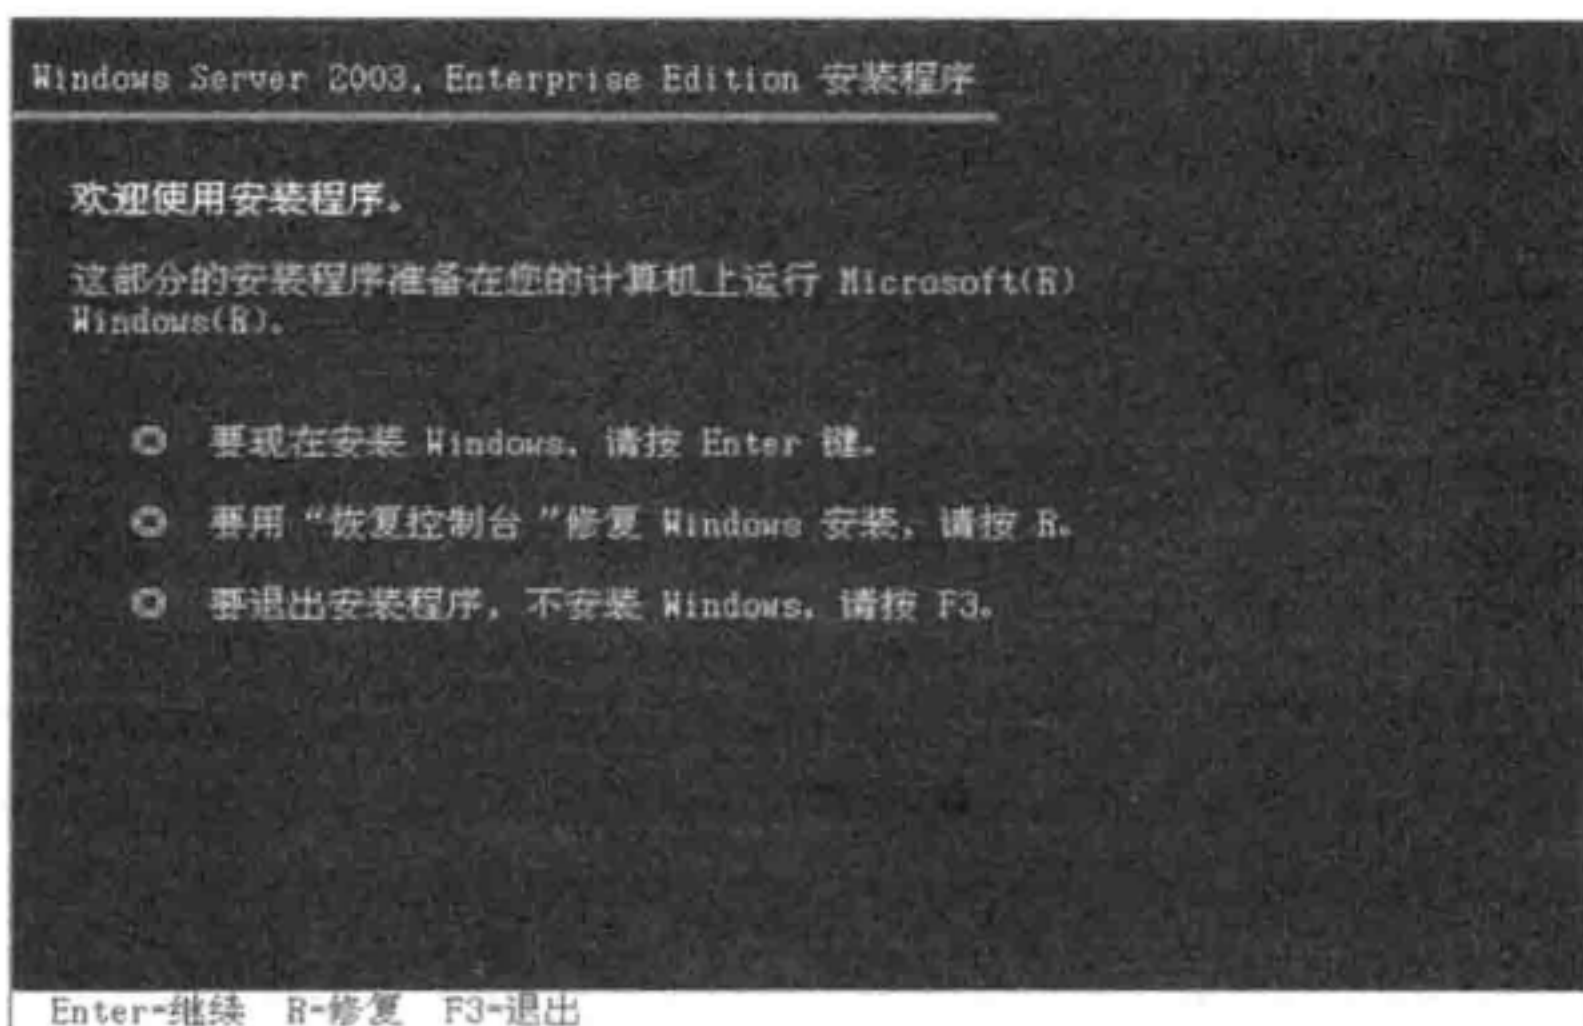 Windows Server 2003, Enterprise Edition 安装程序
欢迎使用安装程序。
这部分的安装程序准备在您的计算机上运行 Microsoft(R)
Windows(R)。
要现在安装 Windows, 请按 Enter 键。
要用“恢复控制台”修复 Windows 安装, 请按 R。
要退出安装程序, 不安装 Windows, 请按 F3。
Enter=继续 R=修复 F3=退出